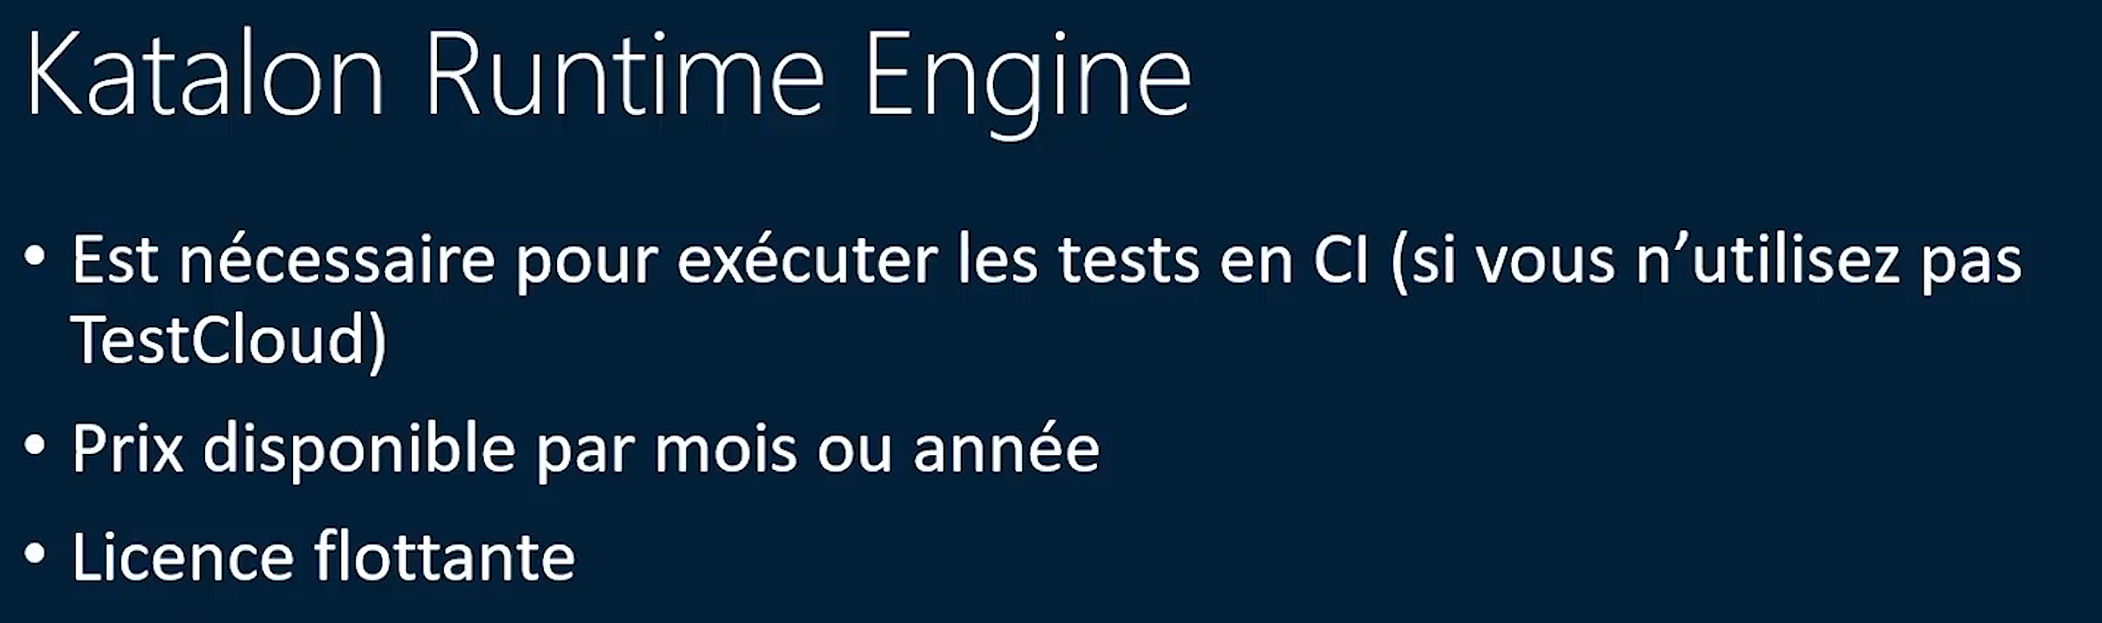 Katalon Runtime Engine
• Est nécessaire pour exécuter les tests en CI (si vous n’utilisez pas
TestCloud)
• Prix disponible par mois ou année
• Licence flottante